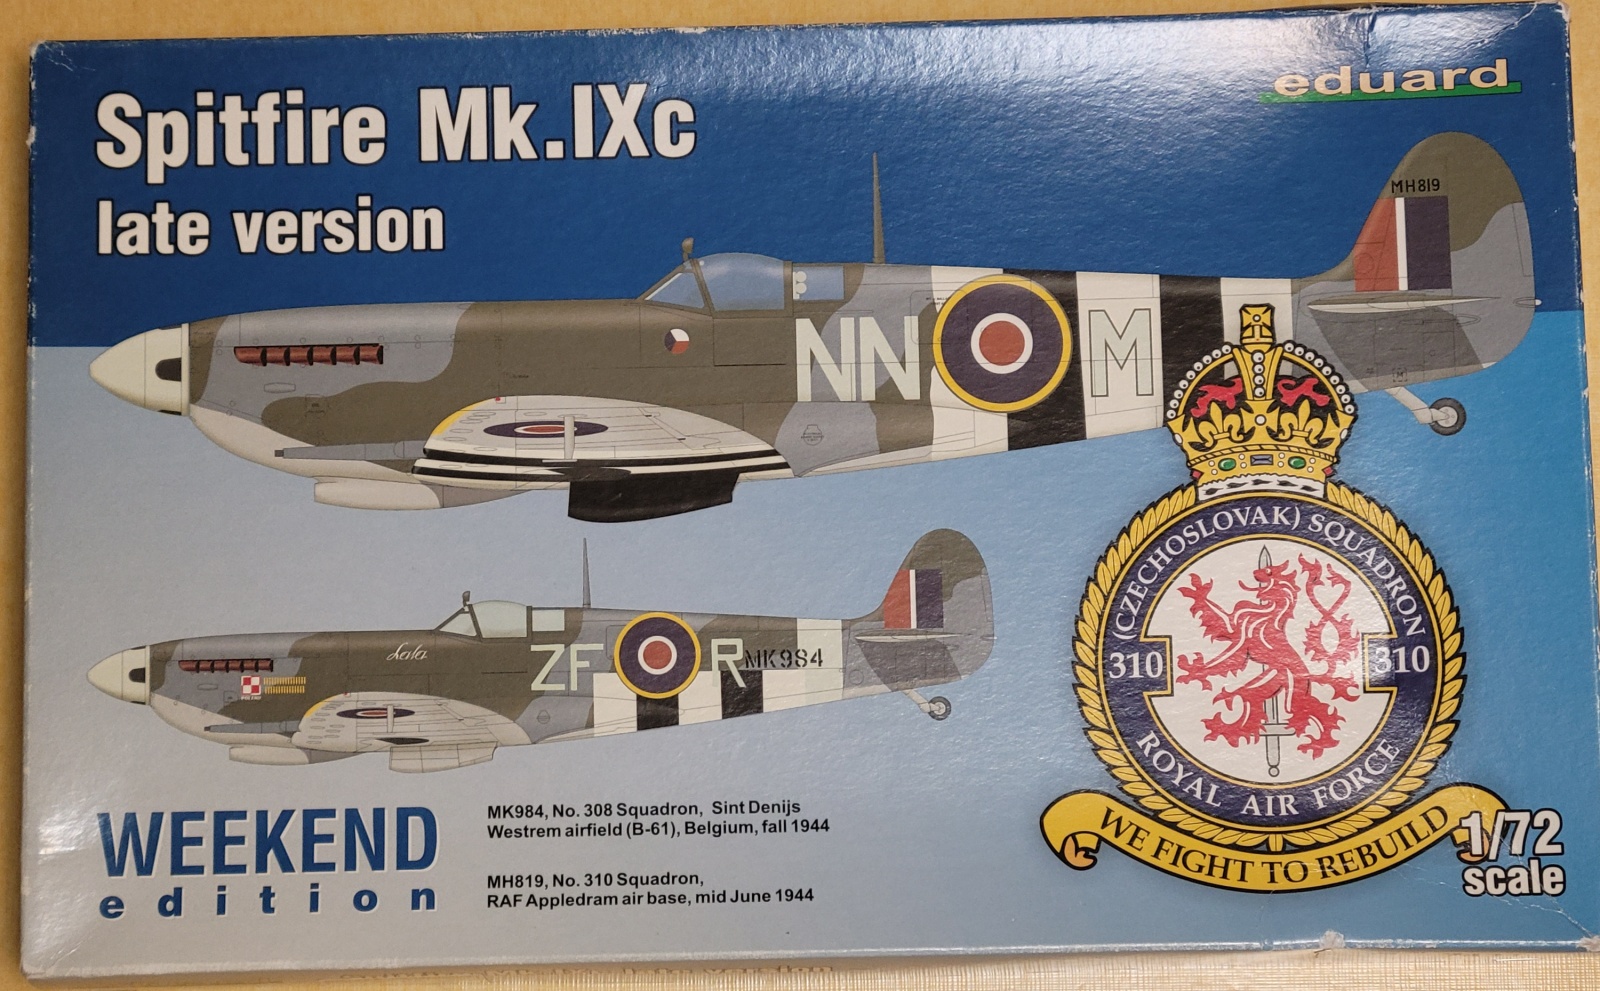 Spitfire Mk.IXc
late version
eduard
MH819
NN M
310 (CZECHOSLOVAK) SQUADRON 310
ROYAL AIR FORCE
WE FIGHT TO REBUILD
Lala
ZF R MK984
WEEKEND
edition
MK984, No. 308 Squadron, Sint Denijs
Westrem airfield (B-61), Belgium, fall 1944
MH819, No. 310 Squadron,
RAF Appledram air base, mid June 1944
1/72
scale